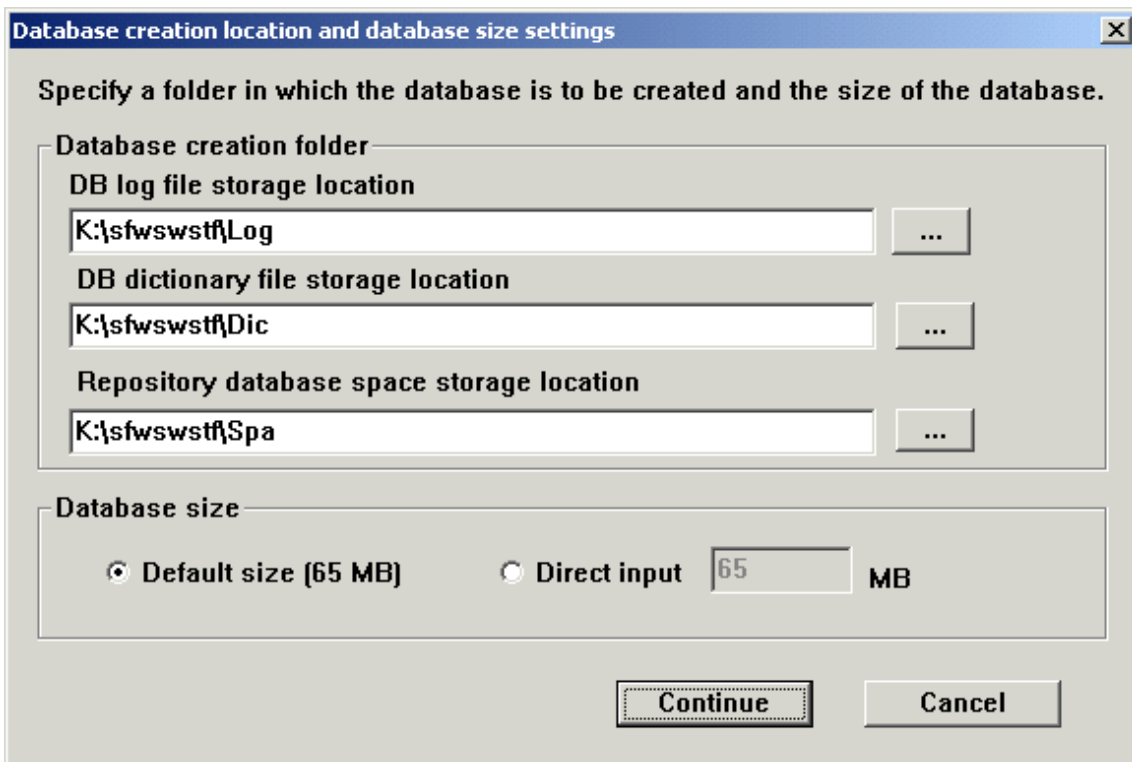 Database creation location and database size settings
Specify a folder in which the database is to be created and the size of the database.
Database creation folder
DB log file storage location
K:\sfwswstf\Log
...
DB dictionary file storage location
K:\sfwswstf\Dic
...
Repository database space storage location
K:\sfwswstf\Spa
...
Database size
Default size (65 MB) Direct input 65 MB
Continue Cancel